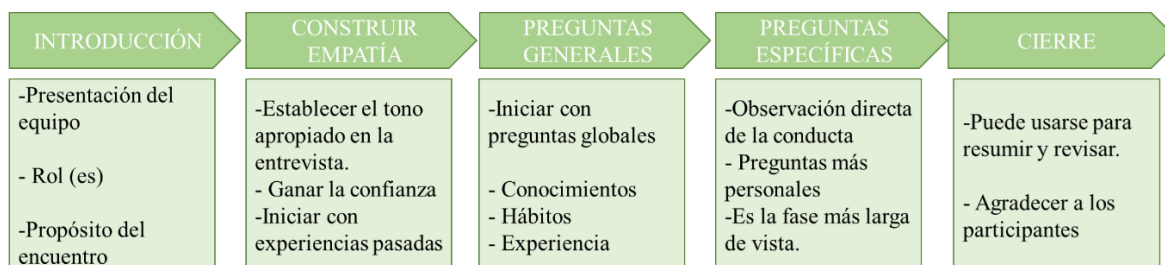 INTRODUCCIÓN
-Presentación del
equipo
- Rol (es)
-Propósito del
encuentro
CONSTRUIR
EMPATÍA
-Establecer el tono
apropiado en la
entrevista.
- Ganar la confianza
-Iniciar con
experiencias pasadas
PREGUNTAS
GENERALES
-Iniciar con
preguntas globales
- Conocimientos
- Hábitos
- Experiencia
PREGUNTAS
ESPECÍFICAS
-Observación directa
de la conducta
- Preguntas más
personales
-Es la fase más larga
de vista.
CIERRE
-Puede usarse para
resumir y revisar.
- Agradecer a los
participantes